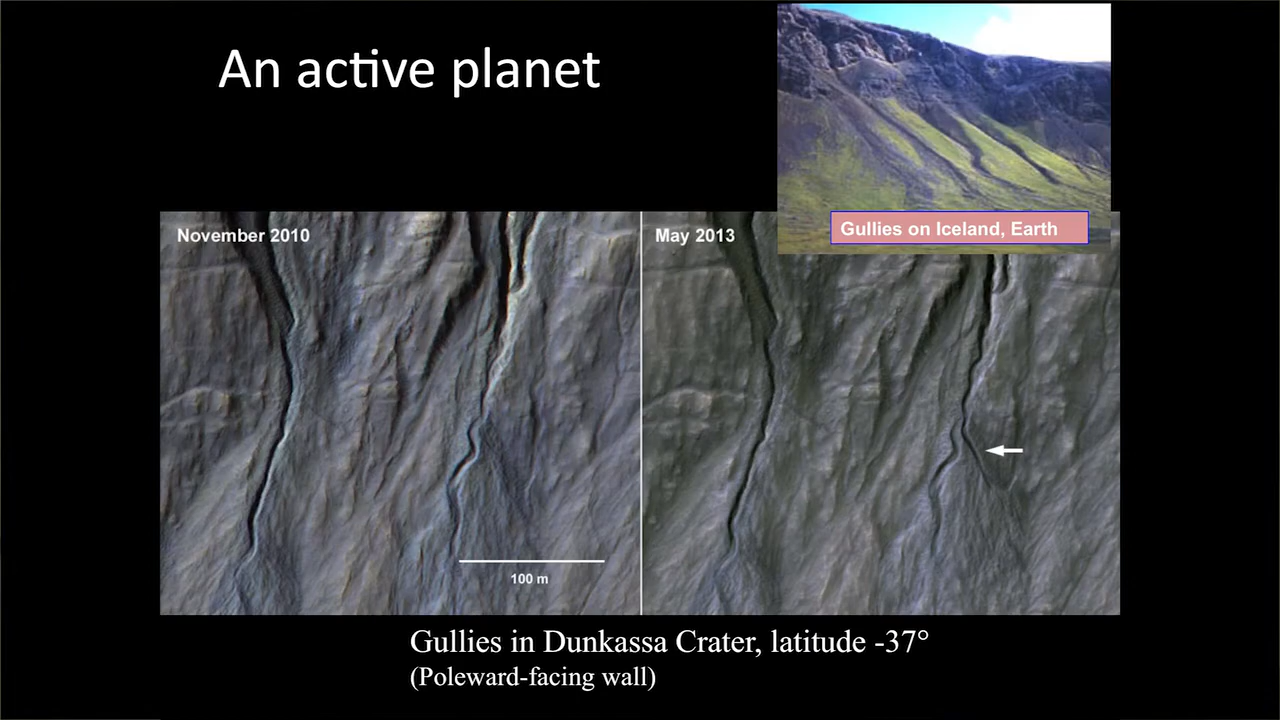 An active planet
Gullies on Iceland, Earth
November 2010
May 2013
100 m
Gullies in Dunkassa Crater, latitude -37°
(Poleward-facing wall)